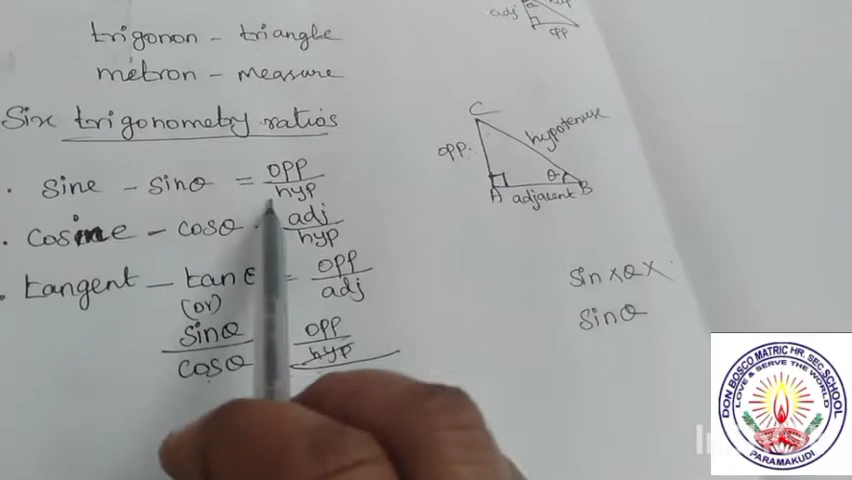 trigonon - triangle
metron - measure
Six trigonometry ratios
. sine - sinθ = opp/hyp
. cosine - cosθ . adj/hyp
. tangent - tan = opp/adj
(or)
sinθ/cosθ opp/hyp
adj
opp
C
opp.
hypotenuse
θ
A adjacent B
sin x θ x
sinθ
DON BOSCO MATRIC HR. SEC SCHOOL
LOVE & SERVE THE WORLD
PARAMAKUDI